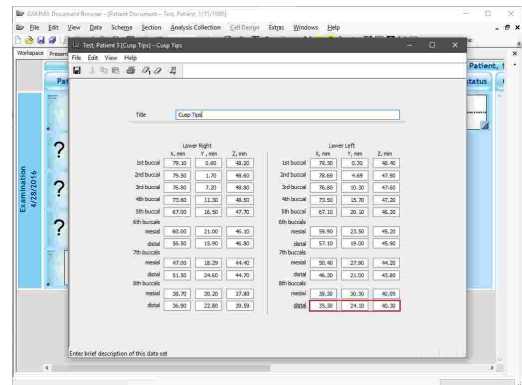 GAMMA Document Browser - [Patient Document - Test, Patient, 1/31/1980]
File Edit View Data Schema Section Analysis Collection Cell Design Extras Windows Help
Workspace Present
Test, Patient 3 [Cusp Tips] - Cusp Tips
File Edit View Help
Patient,
Pat
status
Title Cusp Tips
Lower Right Lower Left
X, mm Y, mm Z, mm X, mm Y, mm Z, mm
1st buccal 79.10 0.60 48.20 1st buccal 79.30 0.30 48.40
2nd buccal 79.50 1.70 48.60 2nd buccal 78.69 4.69 47.90
3rd buccal 76.80 7.20 48.80 3rd buccal 76.80 10.30 47.60
4th buccal 73.60 11.30 48.50 4th buccal 73.50 15.70 47.20
5th buccal 67.00 16.50 47.70 5th buccal 67.10 20.10 46.20
6th buccals 6th buccals
mesial 60.00 21.00 46.10 mesial 59.90 23.50 45.20
distal 56.50 15.90 46.80 distal 57.10 19.00 45.90
7th buccals 7th buccals
mesial 47.00 18.29 44.40 mesial 50.40 27.90 44.20
distal 51.50 24.60 44.70 distal 46.30 21.00 43.80
8th buccals 8th buccals
mesial 38.70 30.20 37.80 mesial 39.30 30.30 40.09
distal 36.90 22.80 39.59 distal 35.30 24.10 40.30
Examination
4/28/2016
?
?
?
Enter brief description of this data set